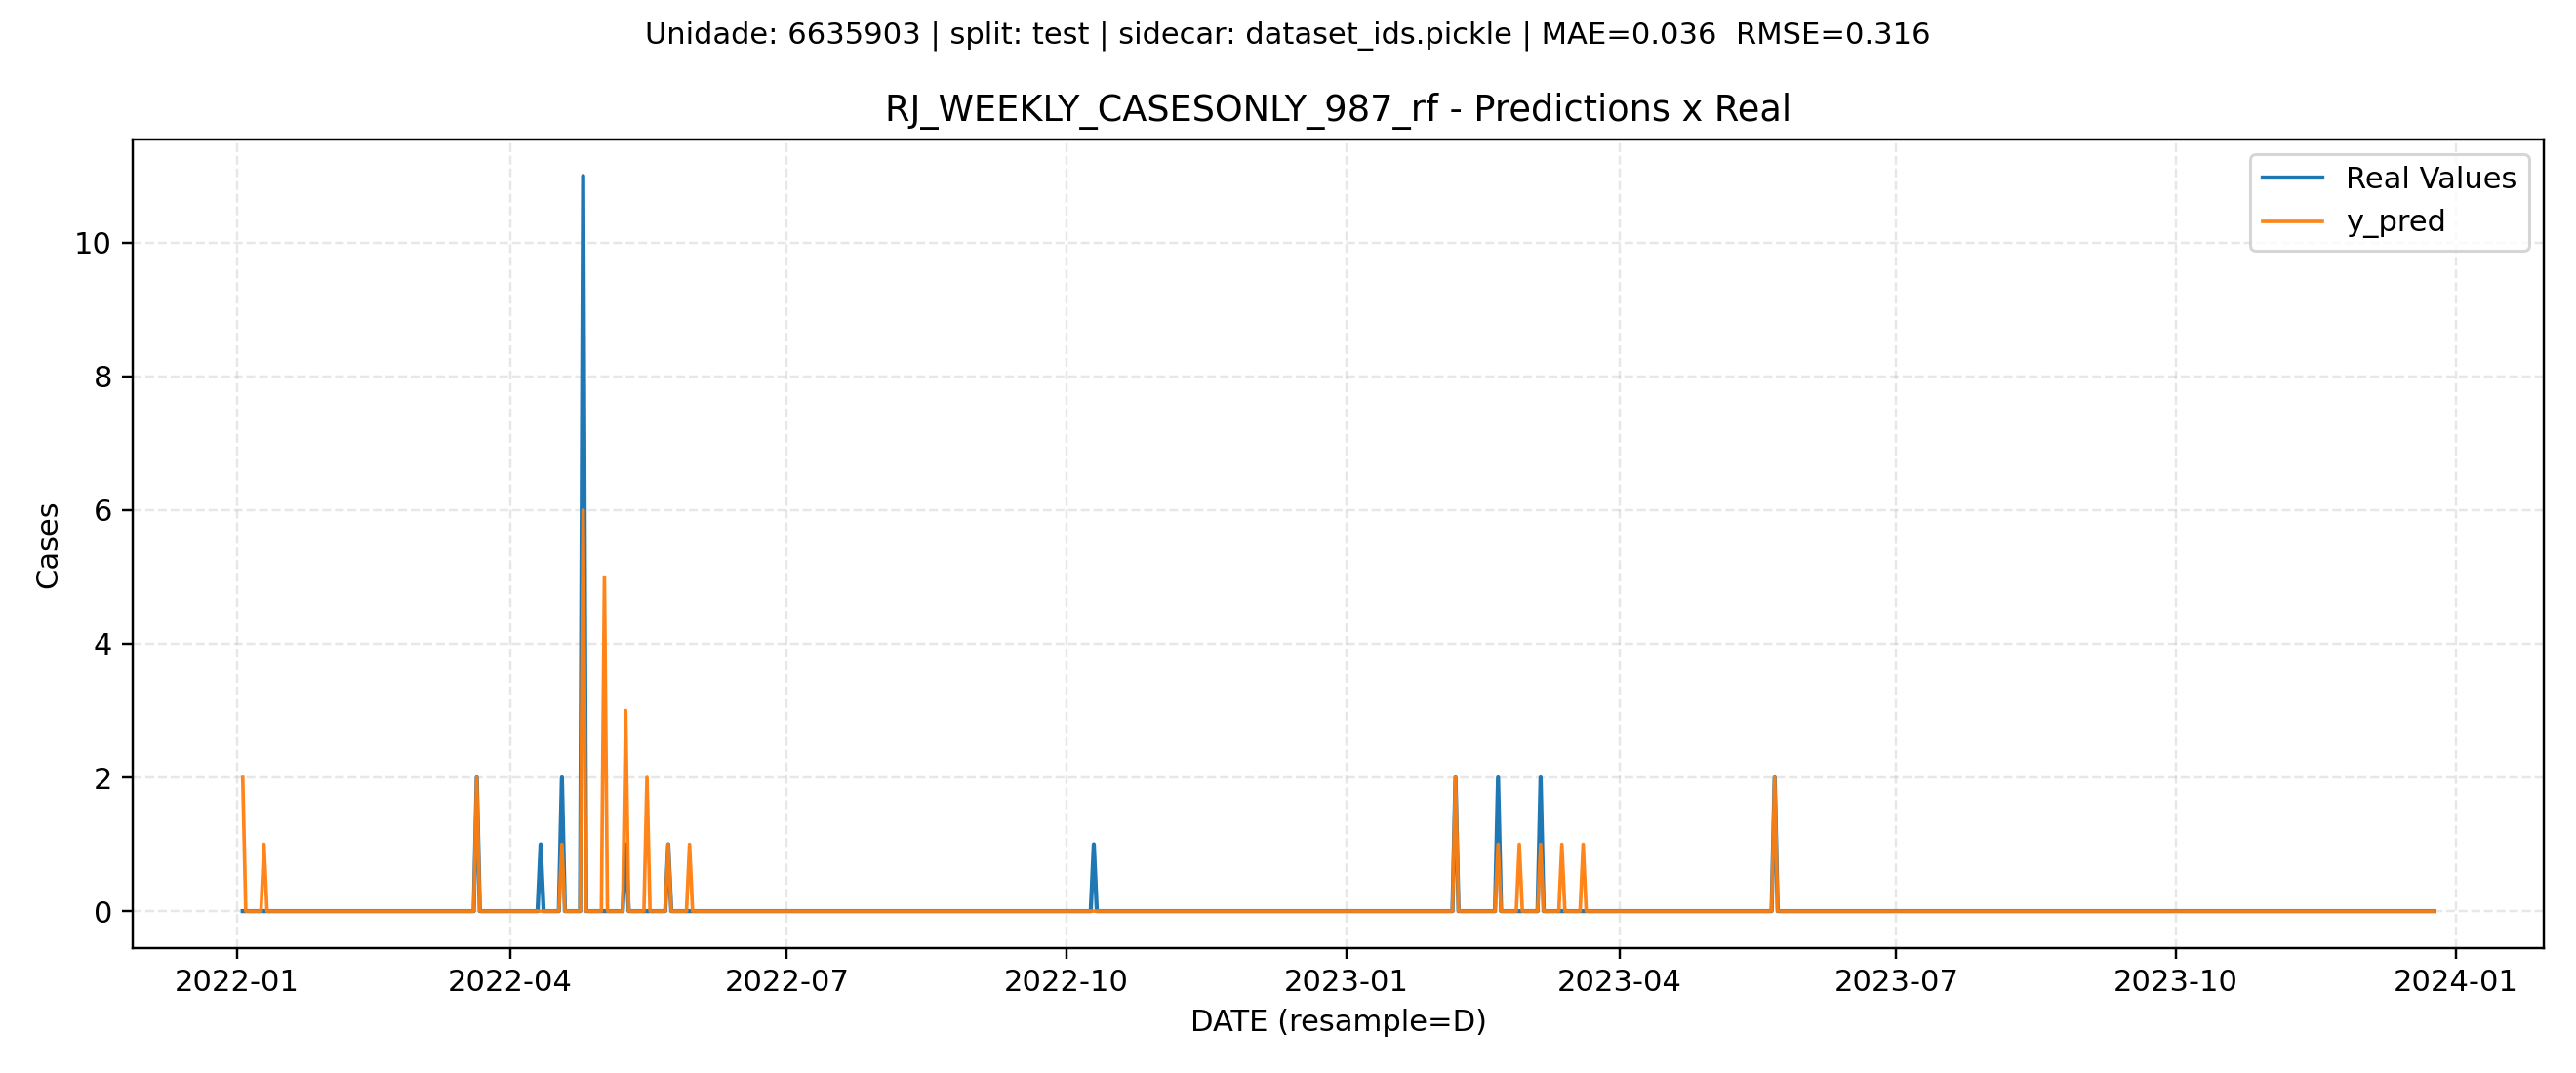 Unidade: 6635903 | split: test | sidecar: dataset_ids.pickle | MAE=0.036  RMSE=0.316
RJ_WEEKLY_CASESONLY_987_rf - Predictions x Real
Real Values
y_pred
10
8
6
4
2
0
Cases
2022-01
2022-04
2022-07
2022-10
2023-01
2023-04
2023-07
2023-10
2024-01
DATE (resample=D)